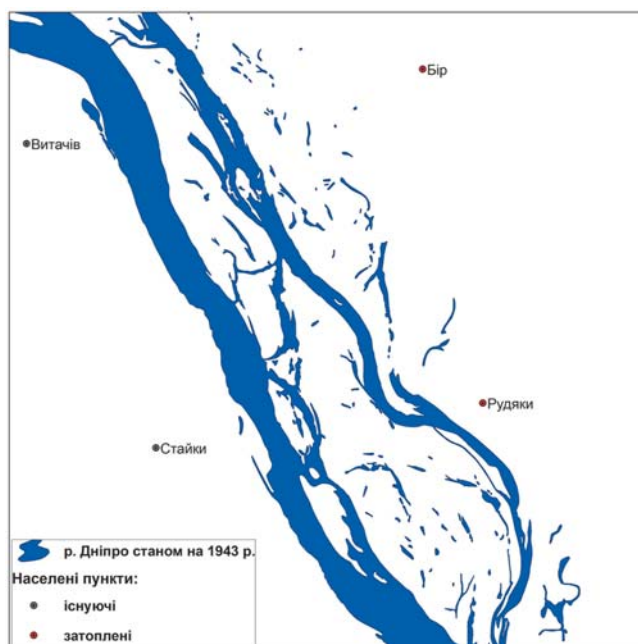 Бір
Витачів
Рудяки
Стайки
р. Дніпро станом на 1943 р.
Населені пункти:
існуючі
затоплені